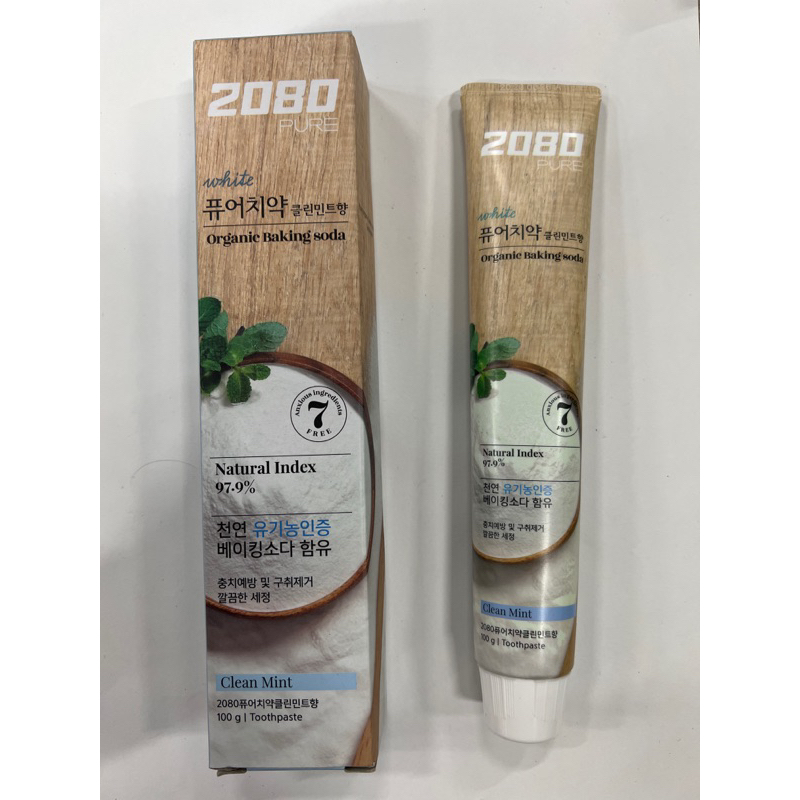 2080
PURE
white
퓨어치약 클린민트향
Organic Baking soda
Anxious ingredients
7
FREE
Natural Index
97.9%
천연 유기농인증
베이킹소다 함유
충치예방 및 구취제거
깔끔한 세정
Clean Mint
2080퓨어치약클린민트향
100 g | Toothpaste
2080
PURE
white
퓨어치약 클린민트향
Organic Baking soda
Anxious ingredients
7
FREE
Natural Index
97.9%
천연 유기농인증
베이킹소다 함유
충치예방 및 구취제거
깔끔한 세정
Clean Mint
2080퓨어치약클린민트향
100 g | Toothpaste